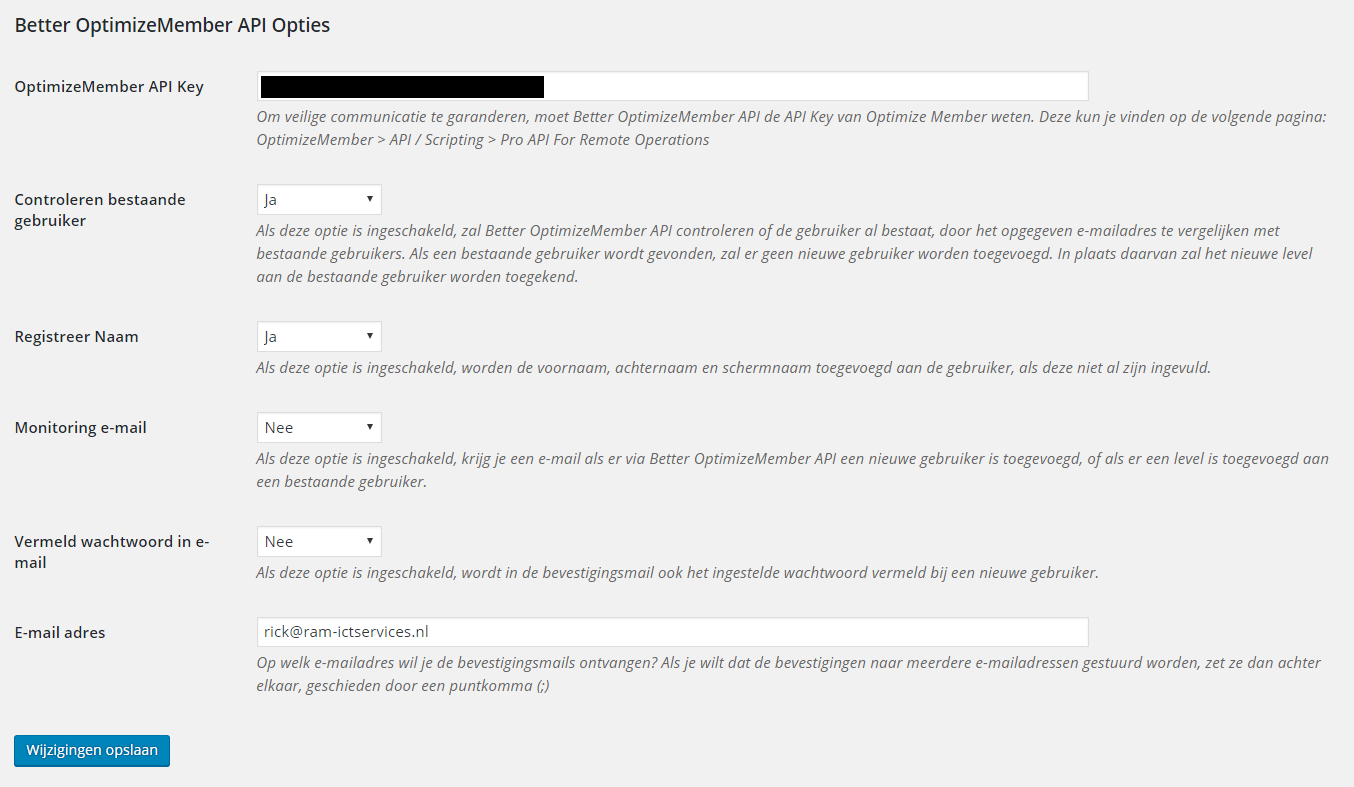 Better OptimizeMember API Opties
OptimizeMember API Key
Om veilige communicatie te garanderen, moet Better OptimizeMember API de API Key van Optimize Member weten. Deze kun je vinden op de volgende pagina:
OptimizeMember > API / Scripting > Pro API For Remote Operations
Controleren bestaande
gebruiker
Ja
Als deze optie is ingeschakeld, zal Better OptimizeMember API controleren of de gebruiker al bestaat, door het opgegeven e-mailadres te vergelijken met
bestaande gebruikers. Als een bestaande gebruiker wordt gevonden, zal er geen nieuwe gebruiker worden toegevoegd. In plaats daarvan zal het nieuwe level
aan de bestaande gebruiker worden toegekend.
Registreer Naam
Ja
Als deze optie is ingeschakeld, worden de voornaam, achternaam en schermnaam toegevoegd aan de gebruiker, als deze niet al zijn ingevuld.
Monitoring e-mail
Nee
Als deze optie is ingeschakeld, krijg je een e-mail als er via Better OptimizeMember API een nieuwe gebruiker is toegevoegd, of als er een level is toegevoegd aan
een bestaande gebruiker.
Vermeld wachtwoord in e-
mail
Nee
Als deze optie is ingeschakeld, wordt in de bevestigingsmail ook het ingestelde wachtwoord vermeld bij een nieuwe gebruiker.
E-mail adres
rick@ram-ictservices.nl
Op welk e-mailadres wil je de bevestigingsmails ontvangen? Als je wilt dat de bevestigingen naar meerdere e-mailadressen gestuurd worden, zet ze dan achter
elkaar, geschieden door een puntkomma (;)
Wijzigingen opslaan